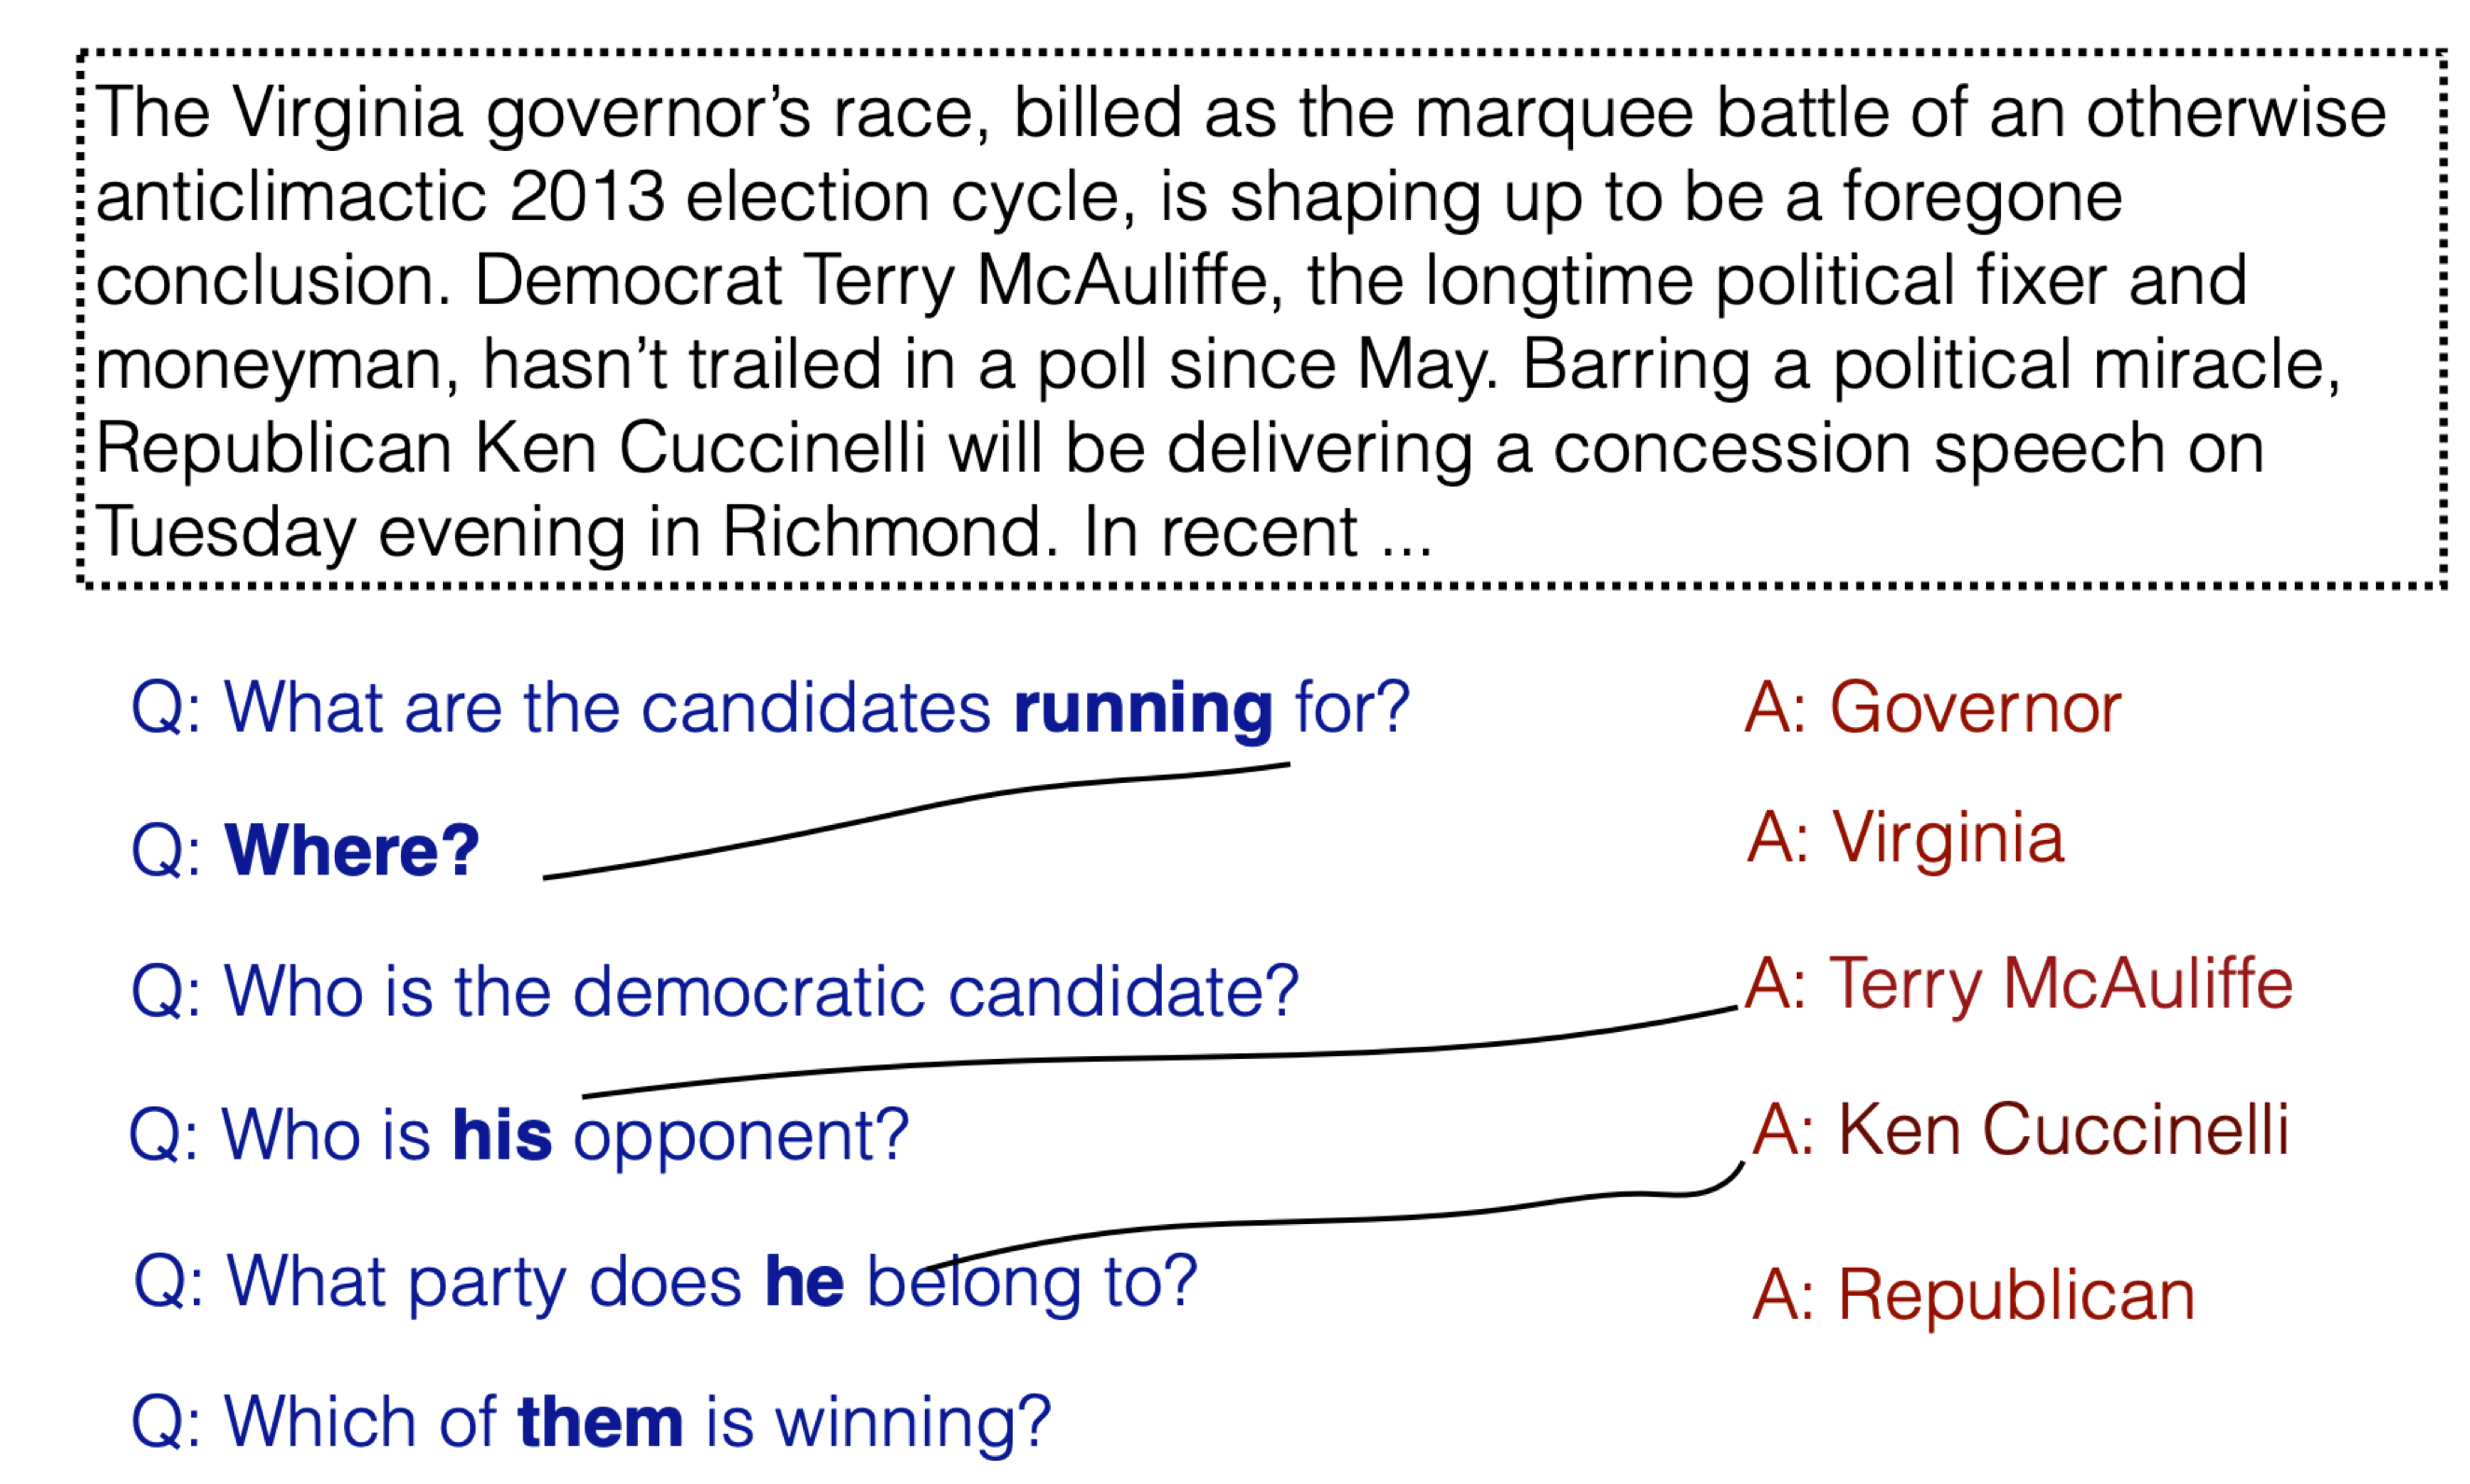 The Virginia governor’s race, billed as the marquee battle of an otherwise
anticlimactic 2013 election cycle, is shaping up to be a foregone
conclusion. Democrat Terry McAuliffe, the longtime political fixer and
moneyman, hasn’t trailed in a poll since May. Barring a political miracle,
Republican Ken Cuccinelli will be delivering a concession speech on
Tuesday evening in Richmond. In recent ...
Q: What are the candidates running for?
A: Governor
Q: Where?
A: Virginia
Q: Who is the democratic candidate?
A: Terry McAuliffe
Q: Who is his opponent?
A: Ken Cuccinelli
Q: What party does he belong to?
A: Republican
Q: Which of them is winning?